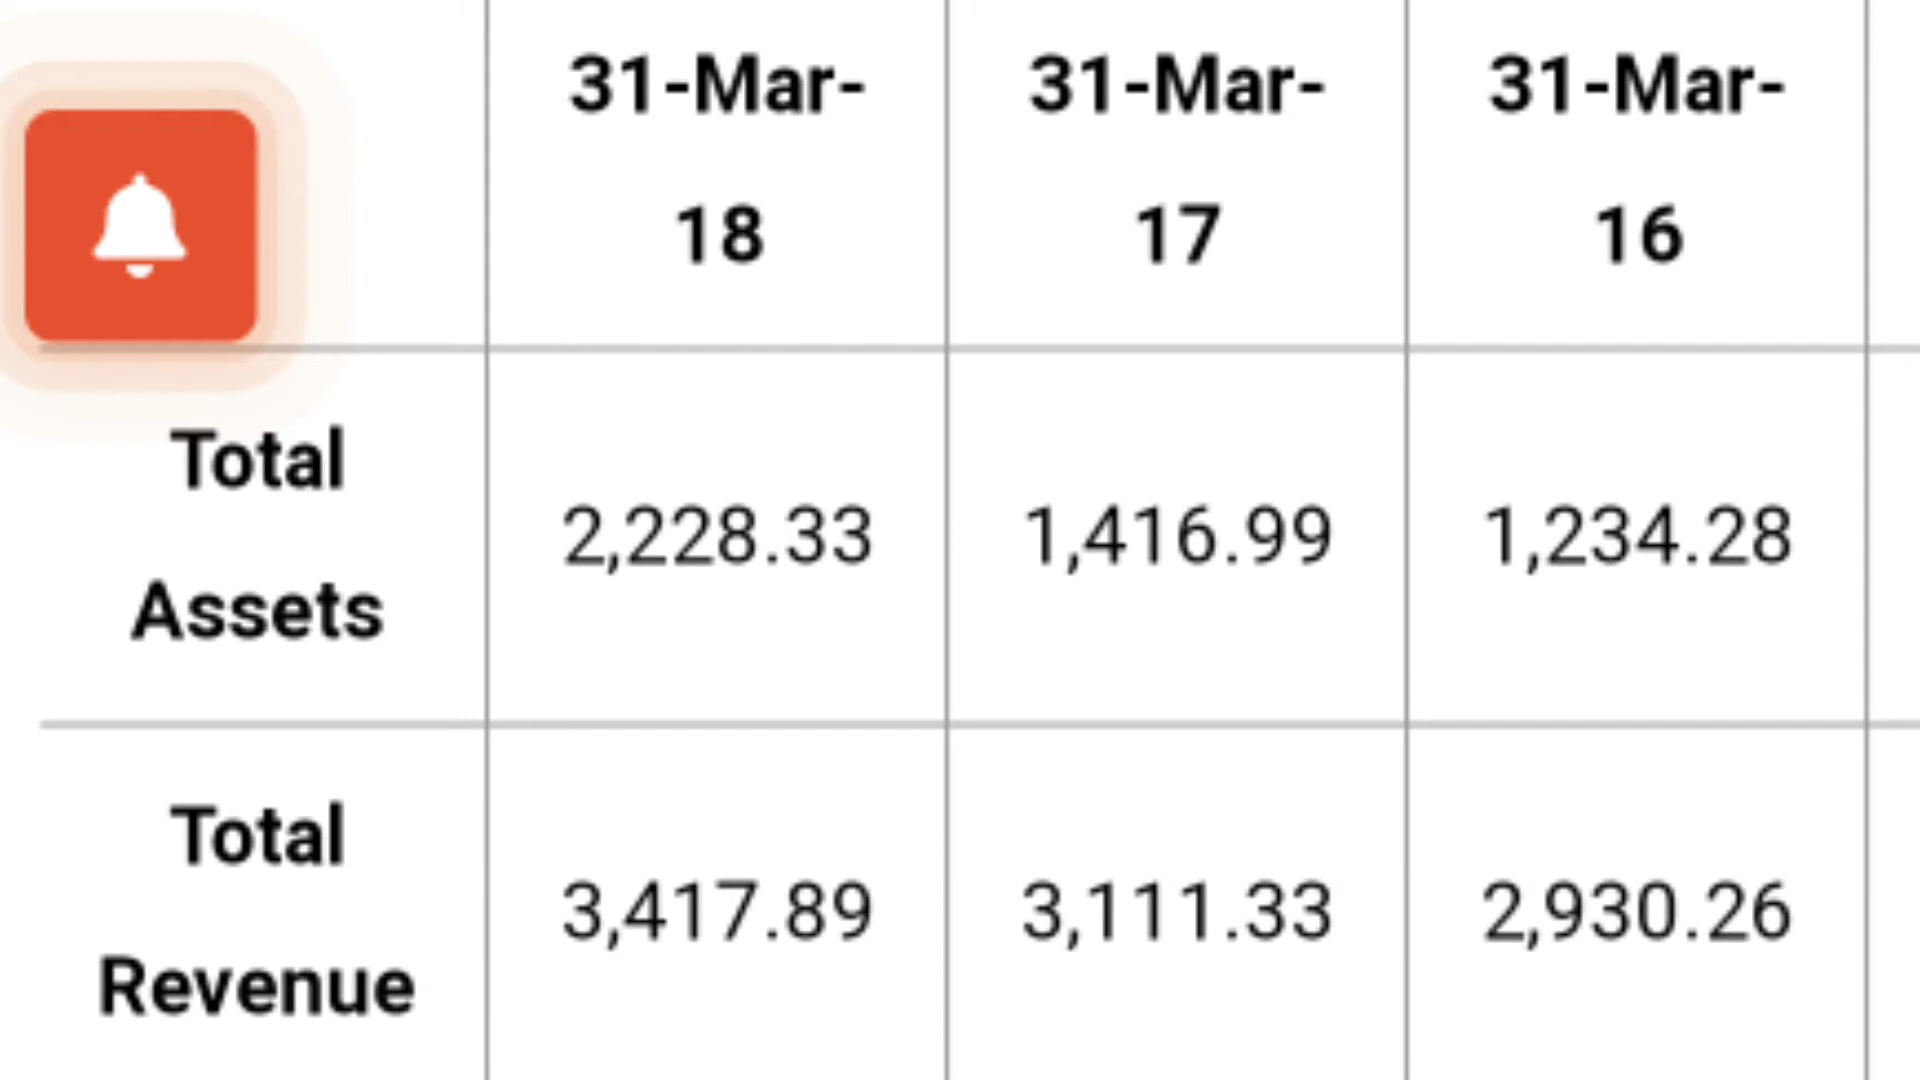 31-Mar- 31-Mar- 31-Mar-
18 17 16
Total
2,228.33 1,416.99 1,234.28
Assets
Total
3,417.89 3,111.33 2,930.26
Revenue